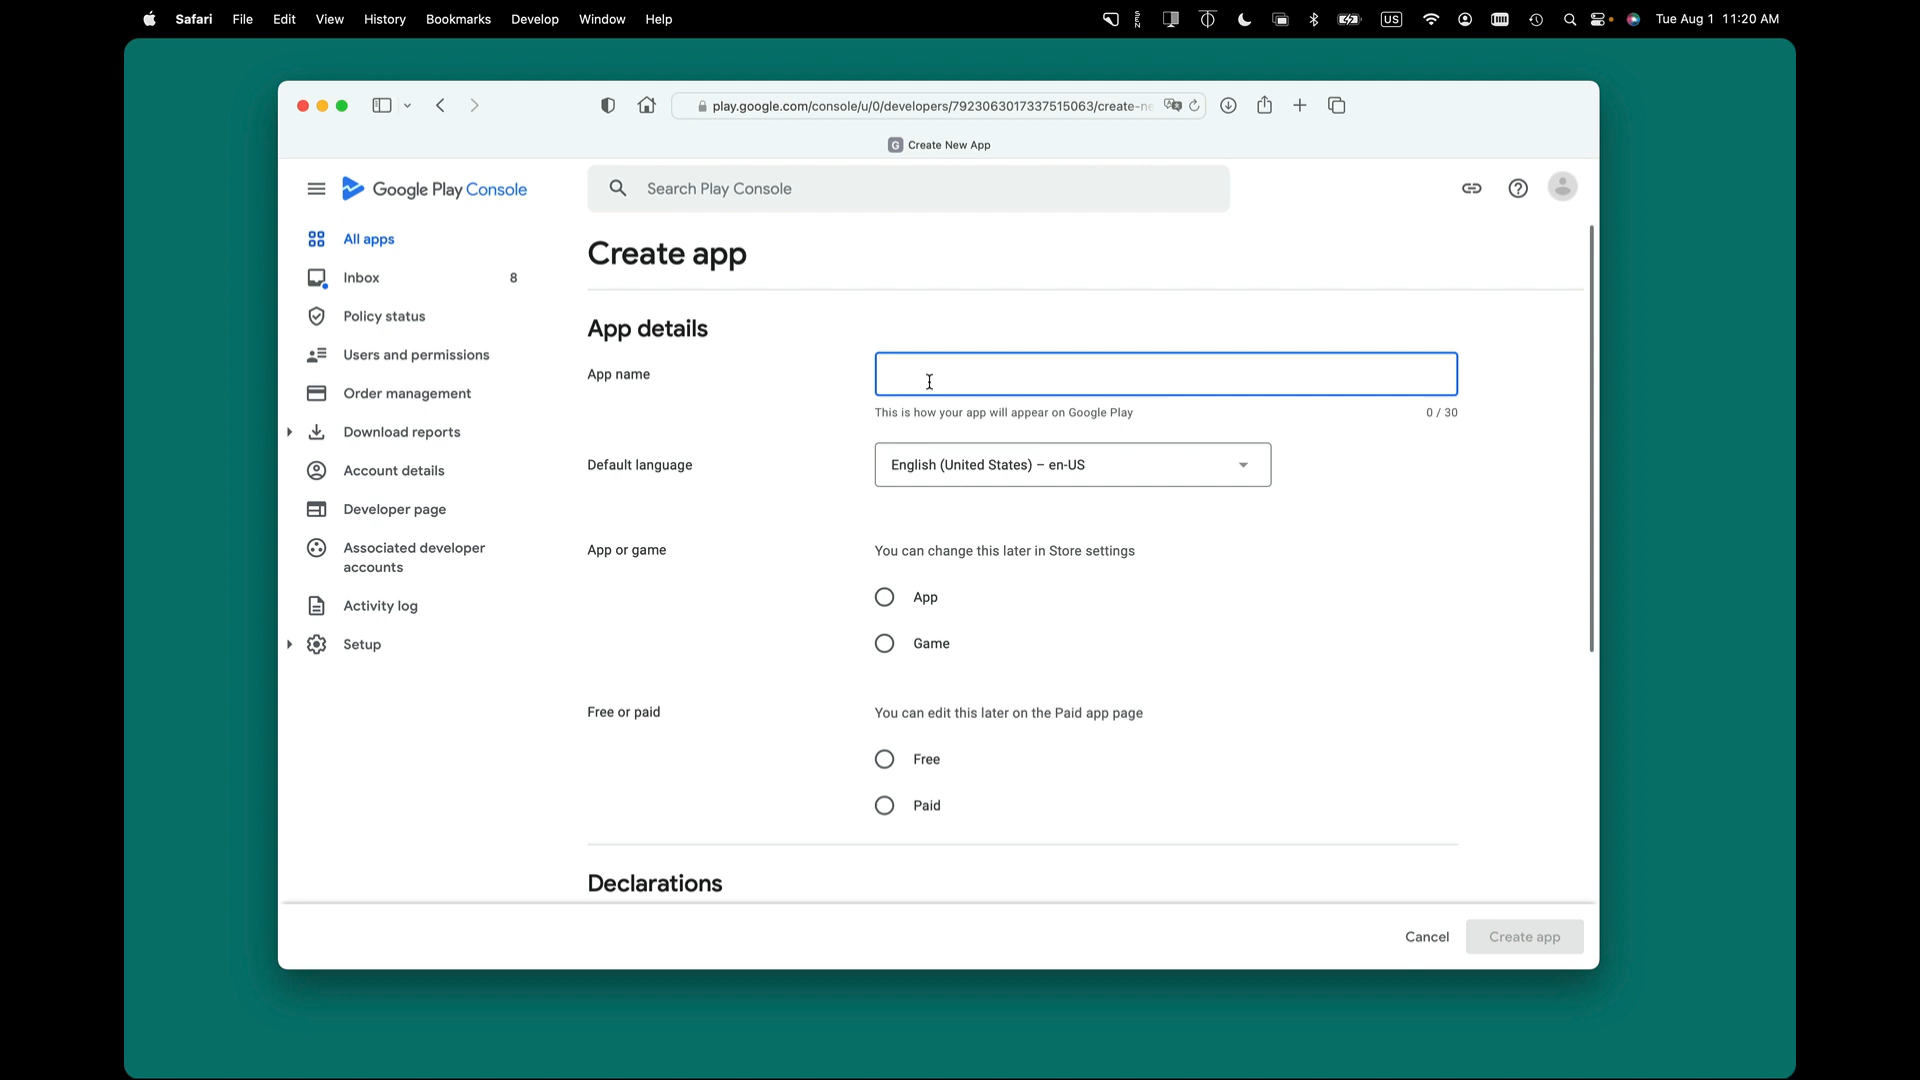 Safari File Edit View History Bookmarks Develop Window Help US Tue Aug 1 11:20 AM
play.google.com/console/u/0/developers/7923063017337515063/create-ne
G Create New App
Google Play Console
Search Play Console
All apps
Inbox 8
Policy status
Users and permissions
Order management
Download reports
Account details
Developer page
Associated developer
accounts
Activity log
Setup
Create app
App details
App name
This is how your app will appear on Google Play 0 / 30
Default language English (United States) – en-US
App or game You can change this later in Store settings
App
Game
Free or paid You can edit this later on the Paid app page
Free
Paid
Declarations
Cancel Create app